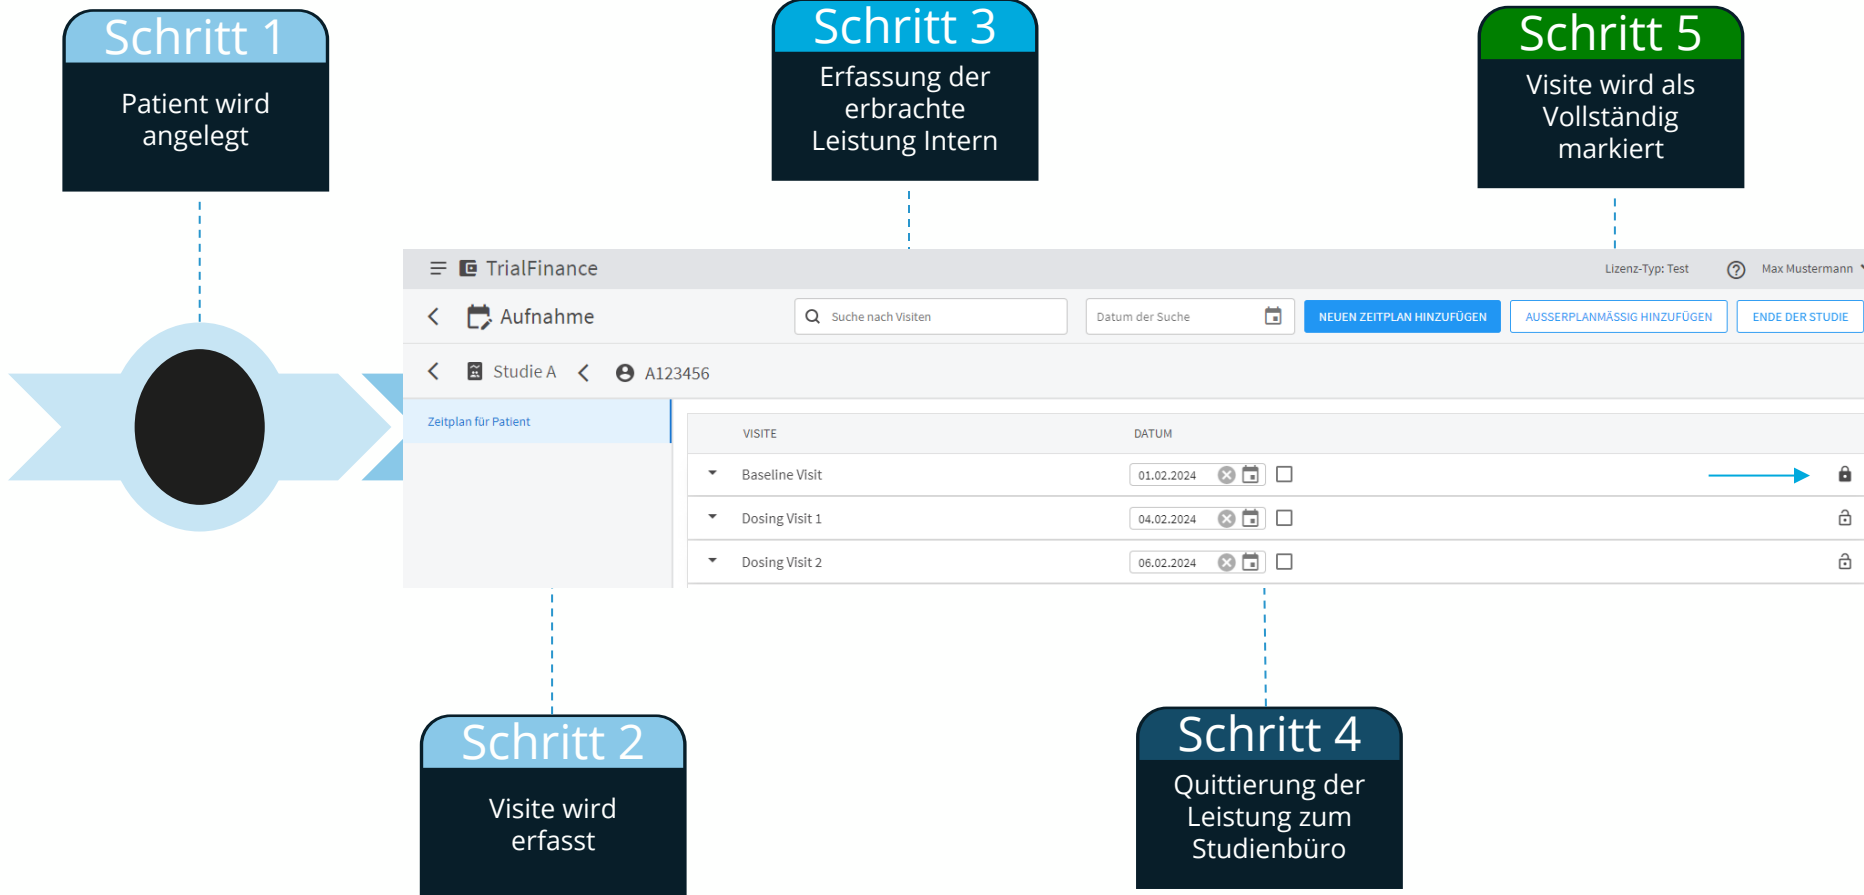 Schritt 1
Patient wird
angelegt
Schritt 3
Erfassung der
erbrachte
Leistung Intern
Schritt 5
Visite wird als
Vollständig
markiert
TrialFinance
Lizenz-Typ: Test
Max Mustermann
Aufnahme
Suche nach Visiten
Datum der Suche
NEUEN ZEITPLAN HINZUFÜGEN
AUSSERPLANMÄSSIG HINZUFÜGEN
ENDE DER STUDIE
Studie A
A123456
Zeitplan für Patient
VISITE
DATUM
Baseline Visit
01.02.2024
Dosing Visit 1
04.02.2024
Dosing Visit 2
06.02.2024
Schritt 2
Visite wird
erfasst
Schritt 4
Quittierung der
Leistung zum
Studienbüro